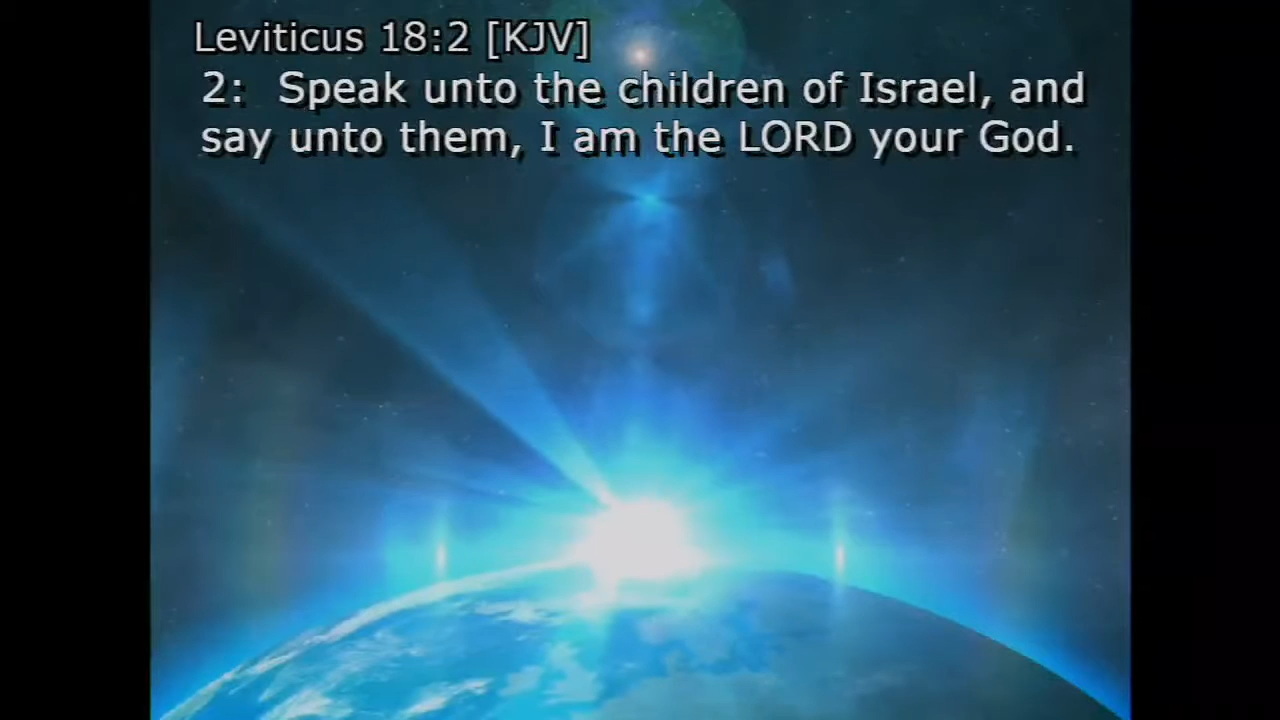 Leviticus 18:2 [KJV]
2: Speak unto the children of Israel, and
say unto them, I am the LORD your God.